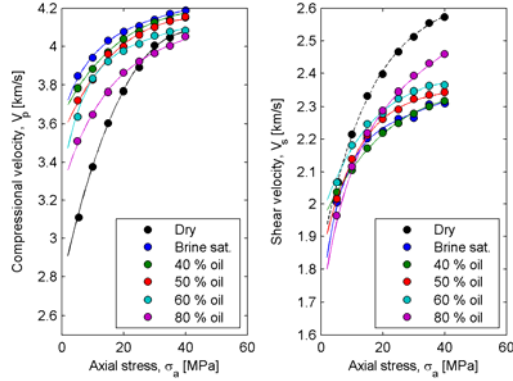 4.2
4
3.8
3.6
3.4
3.2
3
2.8
2.6
Compressional velocity, V_p [km/s]
0 20 40 60
Axial stress, σ_a [MPa]
Dry
Brine sat.
40 % oil
50 % oil
60 % oil
80 % oil
2.6
2.5
2.4
2.3
2.2
2.1
2
1.9
1.8
1.7
1.6
Shear velocity, V_s [km/s]
0 20 40 60
Axial stress, σ_a [MPa]
Dry
Brine sat.
40 % oil
50 % oil
60 % oil
80 % oil